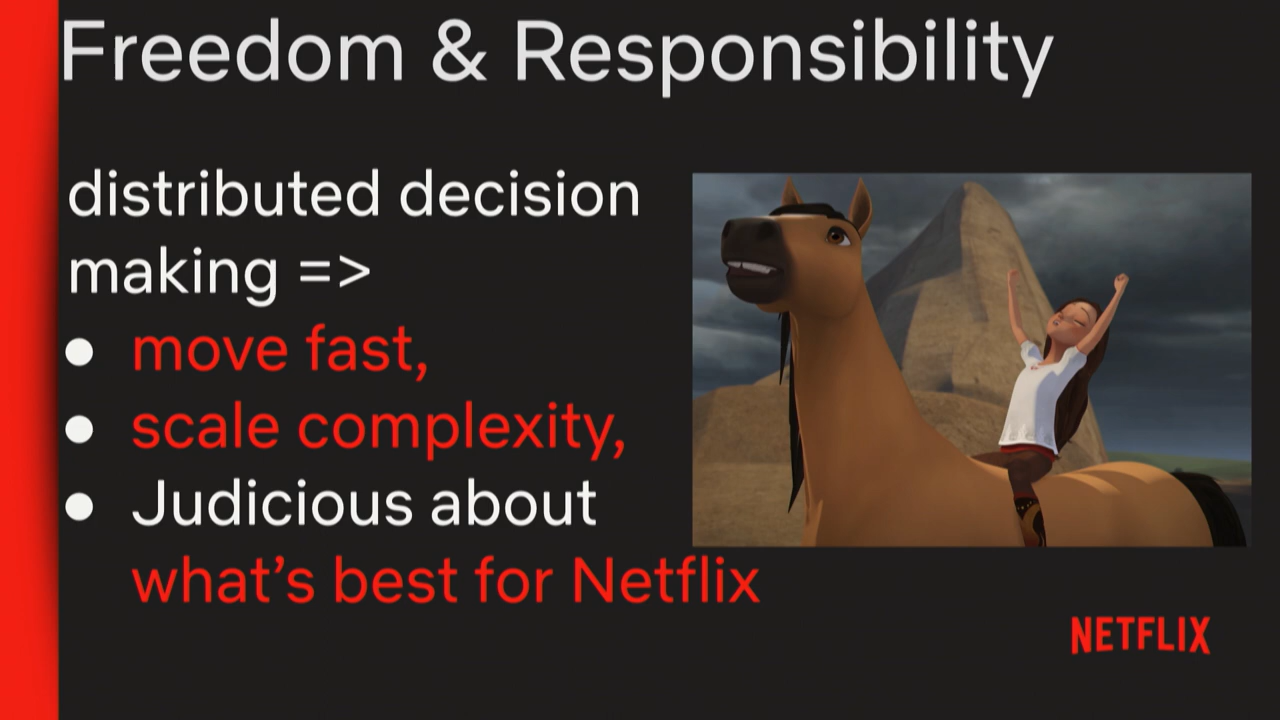 Freedom & Responsibility
distributed decision
making =>
● move fast,
● scale complexity,
● Judicious about
what’s best for Netflix
NETFLIX